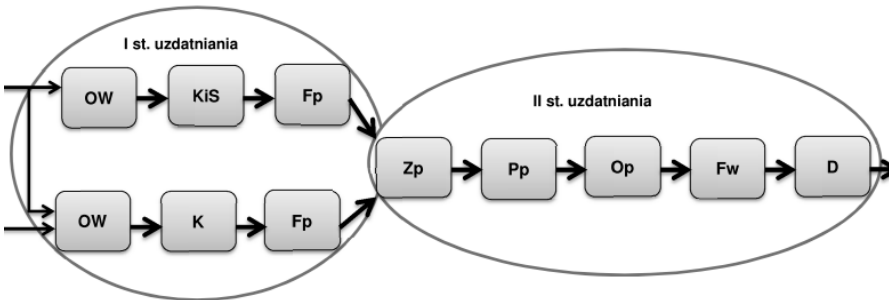 I st. uzdatniania
II st. uzdatniania
OW
KiS
Fp
Zp
Pp
Op
Fw
D
OW
K
Fp